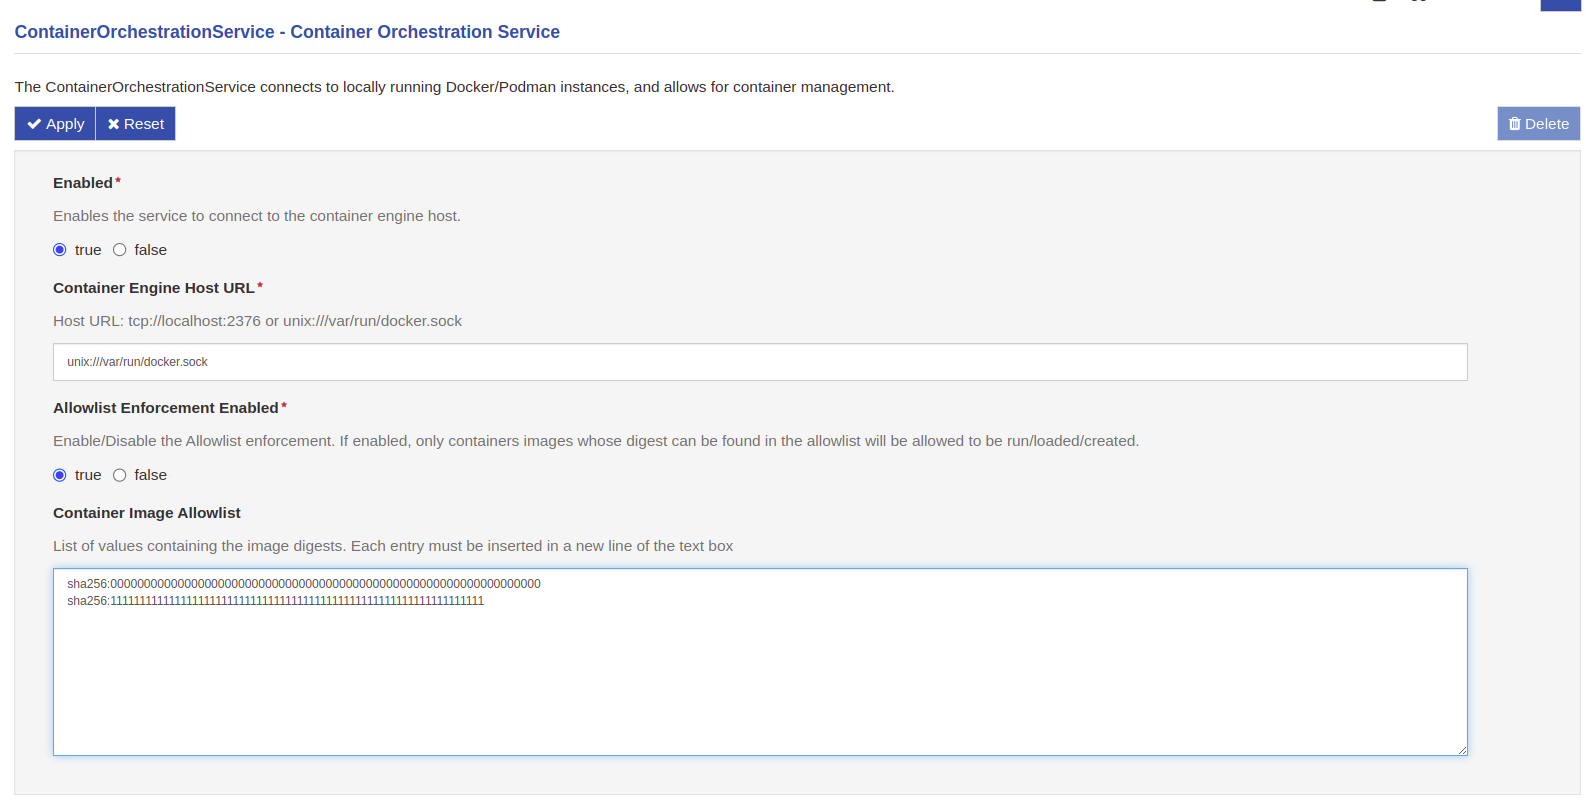 ContainerOrchestrationService - Container Orchestration Service
The ContainerOrchestrationService connects to locally running Docker/Podman instances, and allows for container management.
Apply Reset Delete
Enabled*
Enables the service to connect to the container engine host.
true false
Container Engine Host URL*
Host URL: tcp://localhost:2376 or unix:///var/run/docker.sock
unix:///var/run/docker.sock
Allowlist Enforcement Enabled*
Enable/Disable the Allowlist enforcement. If enabled, only containers images whose digest can be found in the allowlist will be allowed to be run/loaded/created.
true false
Container Image Allowlist
List of values containing the image digests. Each entry must be inserted in a new line of the text box
sha256:0000000000000000000000000000000000000000000000000000000000000000
sha256:1111111111111111111111111111111111111111111111111111111111111111